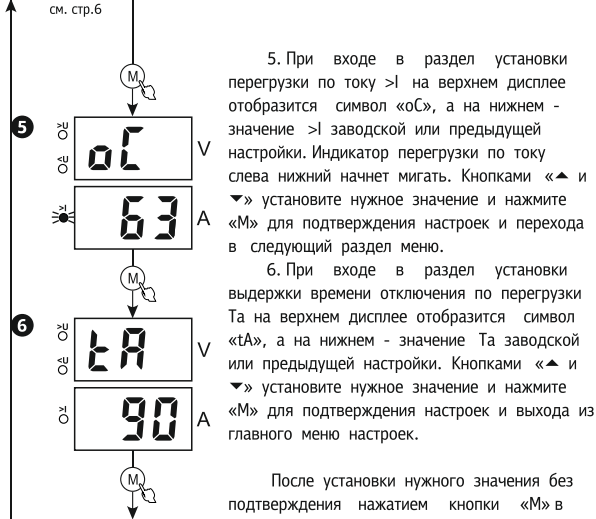 см. стр.6
M
5. При входе в раздел установки
перегрузки по току >I на верхнем дисплее
отобразится символ «оС», а на нижнем -
значение >I заводской или предыдущей
настройки. Индикатор перегрузки по току
слева нижний начнет мигать. Кнопками «▲ и
▼» установите нужное значение и нажмите
«М» для подтверждения настроек и перехода
в следующий раздел меню.
5
>U
<U
oC
V
>I
63
A
M
6. При входе в раздел установки
выдержки времени отключения по перегрузки
Ta на верхнем дисплее отобразится символ
«tA», а на нижнем - значение Ta заводской
или предыдущей настройки. Кнопками «▲ и
▼» установите нужное значение и нажмите
«М» для подтверждения настроек и выхода из
главного меню настроек.
6
>U
<U
tA
V
>I
90
A
M
После установки нужного значения без
подтверждения нажатием кнопки «М» в